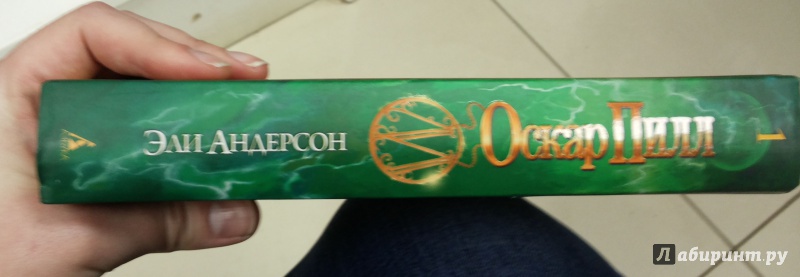 Эли Андерсон
Оскар Пилл
1
Лабиринт.ру